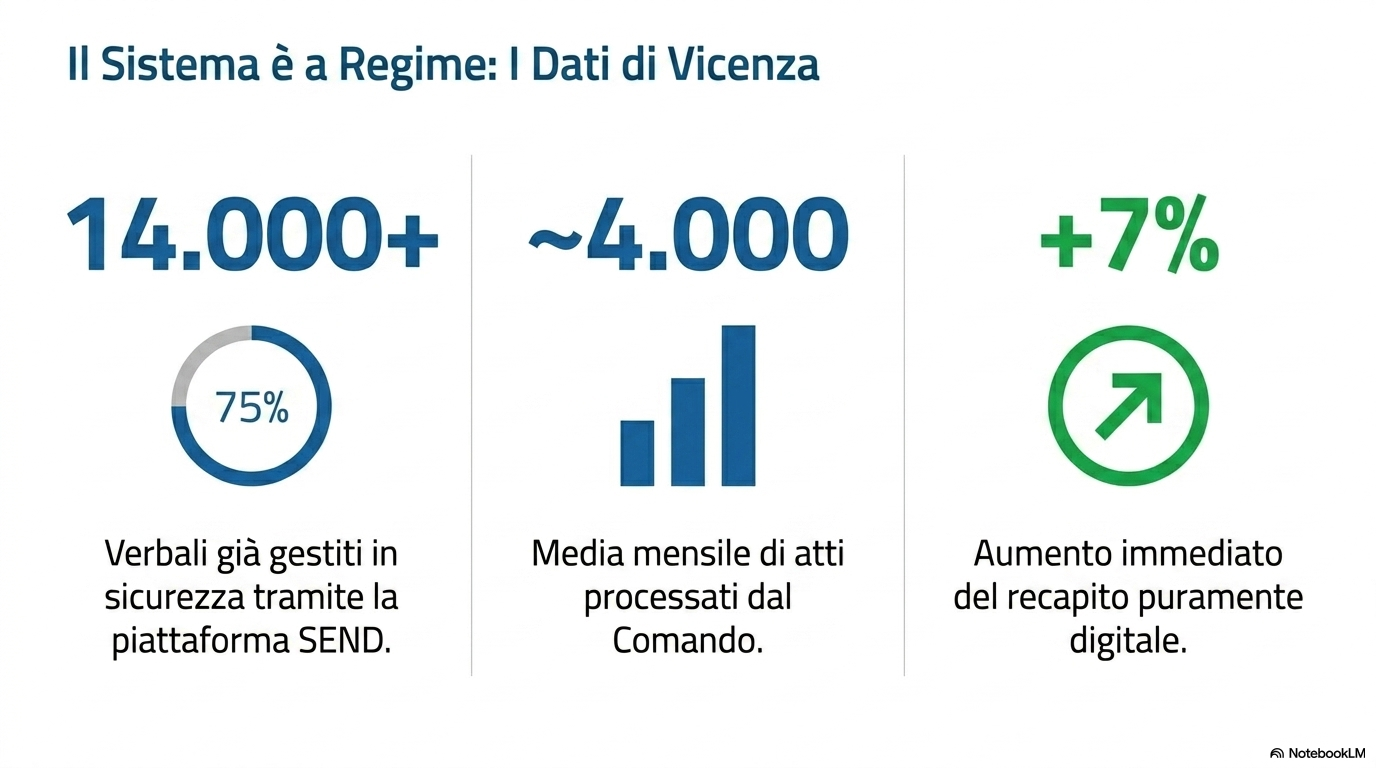 Il Sistema è a Regime: I Dati di Vicenza
14.000+
75%
Verbali già gestiti in
sicurezza tramite la
piattaforma SEND.
~4.000
Media mensile di atti
processati dal
Comando.
+7%
Aumento immediato
del recapito puramente
digitale.
NotebookLM